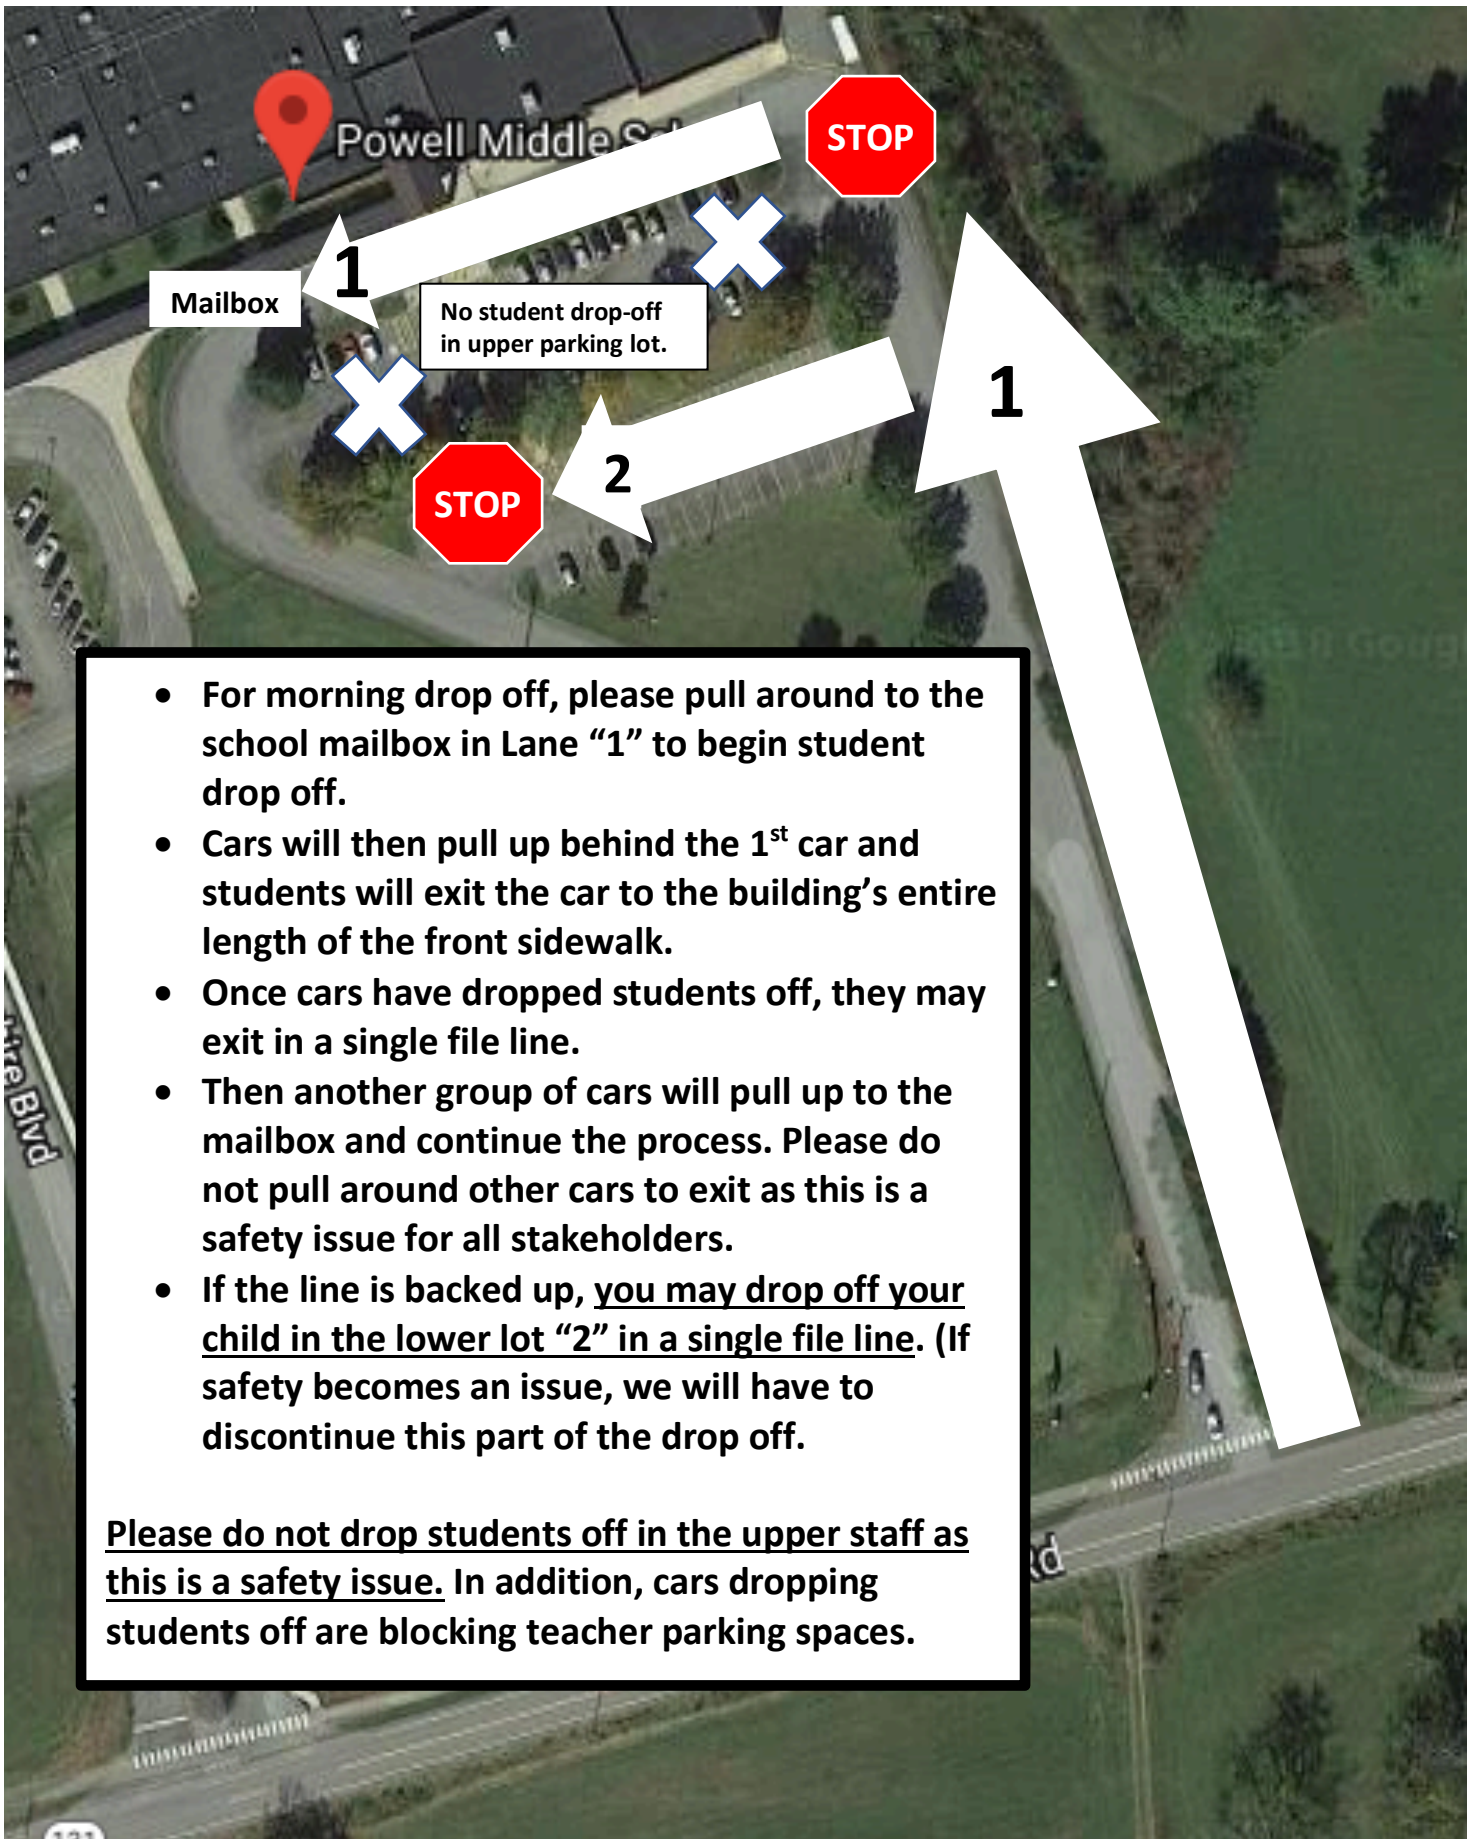 Powell Middle
STOP
1
Mailbox
No student drop-off
in upper parking lot.
1
2
STOP
• For morning drop off, please pull around to the
school mailbox in Lane “1” to begin student
drop off.
• Cars will then pull up behind the 1st car and
students will exit the car to the building’s entire
length of the front sidewalk.
• Once cars have dropped students off, they may
exit in a single file line.
• Then another group of cars will pull up to the
mailbox and continue the process. Please do
not pull around other cars to exit as this is a
safety issue for all stakeholders.
• If the line is backed up, you may drop off your
child in the lower lot “2” in a single file line. (If
safety becomes an issue, we will have to
discontinue this part of the drop off.
Please do not drop students off in the upper staff as
this is a safety issue. In addition, cars dropping
students off are blocking teacher parking spaces.
Blvd
Rd